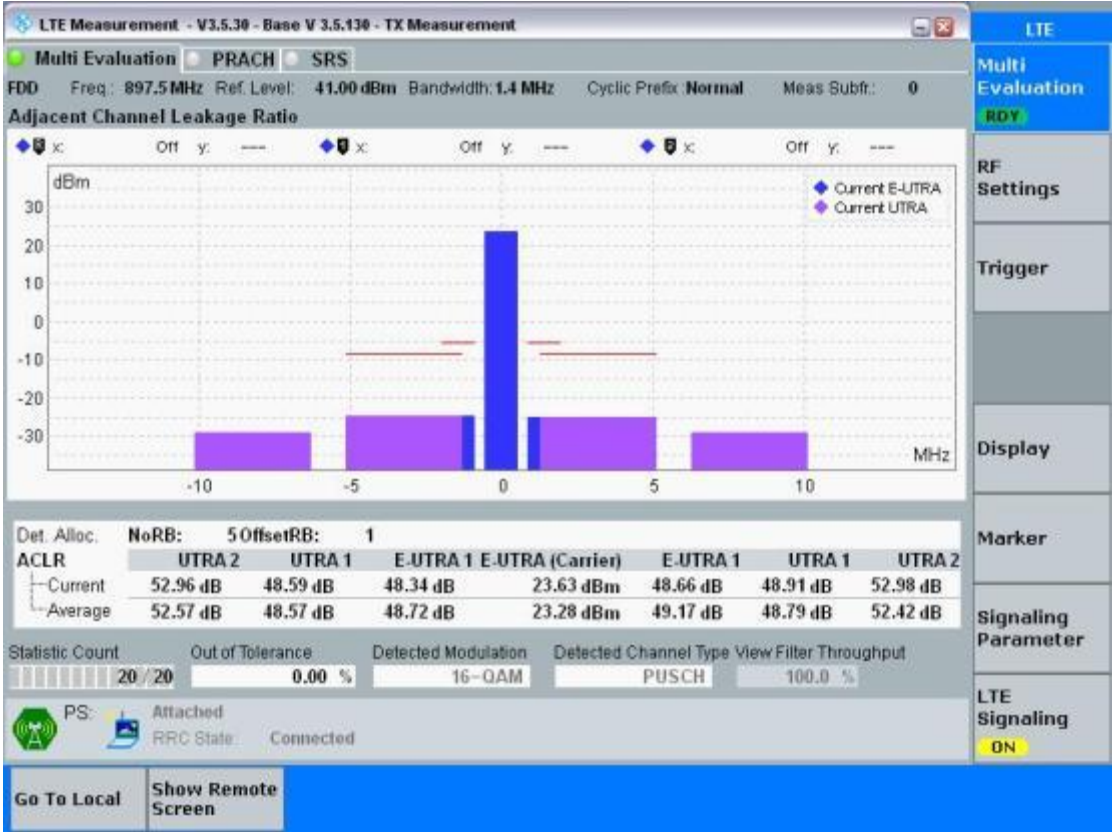 LTE Measurement - V3.5.30 - Base V 3.5.130 - TX Measurement
LTE
Multi Evaluation PRACH SRS
FDD Freq.: 897.5 MHz Ref. Level: 41.00 dBm Bandwidth: 1.4 MHz Cyclic Prefix: Normal Meas Subfr.: 0
Adjacent Channel Leakage Ratio
x: Off y: --- x: Off y: --- x: Off y: ---
dBm
Current E-UTRA
Current UTRA
30
20
10
0
-10
-20
-30
MHz
-10 -5 0 5 10
Det. Alloc. NoRB: 5 OffsetRB: 1
ACLR UTRA 2 UTRA 1 E-UTRA 1 E-UTRA (Carrier) E-UTRA 1 UTRA 1 UTRA 2
Current 52.96 dB 48.59 dB 48.34 dB 23.63 dBm 48.66 dB 48.91 dB 52.98 dB
Average 52.57 dB 48.57 dB 48.72 dB 23.28 dBm 49.17 dB 48.79 dB 52.42 dB
Statistic Count Out of Tolerance Detected Modulation Detected Channel Type View Filter Throughput
20 / 20 0.00 % 16-QAM PUSCH 100.0 %
PS: Attached
RRC State: Connected
Multi
Evaluation
RDY
RF
Settings
Trigger
Display
Marker
Signaling
Parameter
LTE
Signaling
ON
Go To Local
Show Remote
Screen